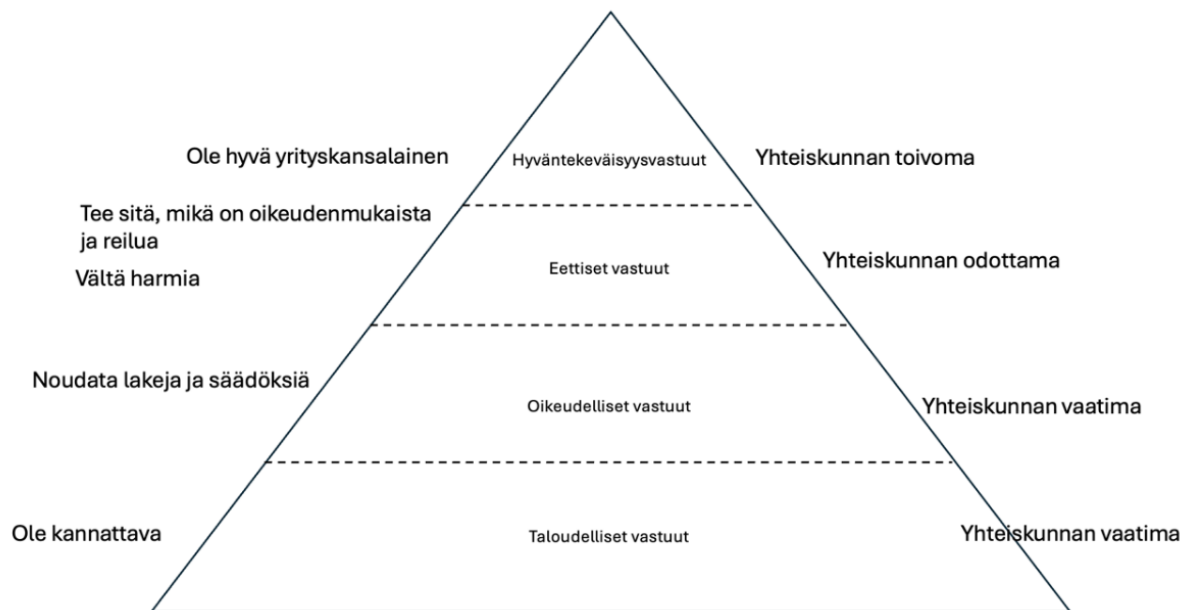 Ole hyvä yrityskansalainen
Hyväntekeväisyysvastuut
Yhteiskunnan toivoma
Tee sitä, mikä on oikeudenmukaista
ja reilua
Vältä harmia
Eettiset vastuut
Yhteiskunnan odottama
Noudata lakeja ja säädöksiä
Oikeudelliset vastuut
Yhteiskunnan vaatima
Ole kannattava
Taloudelliset vastuut
Yhteiskunnan vaatima